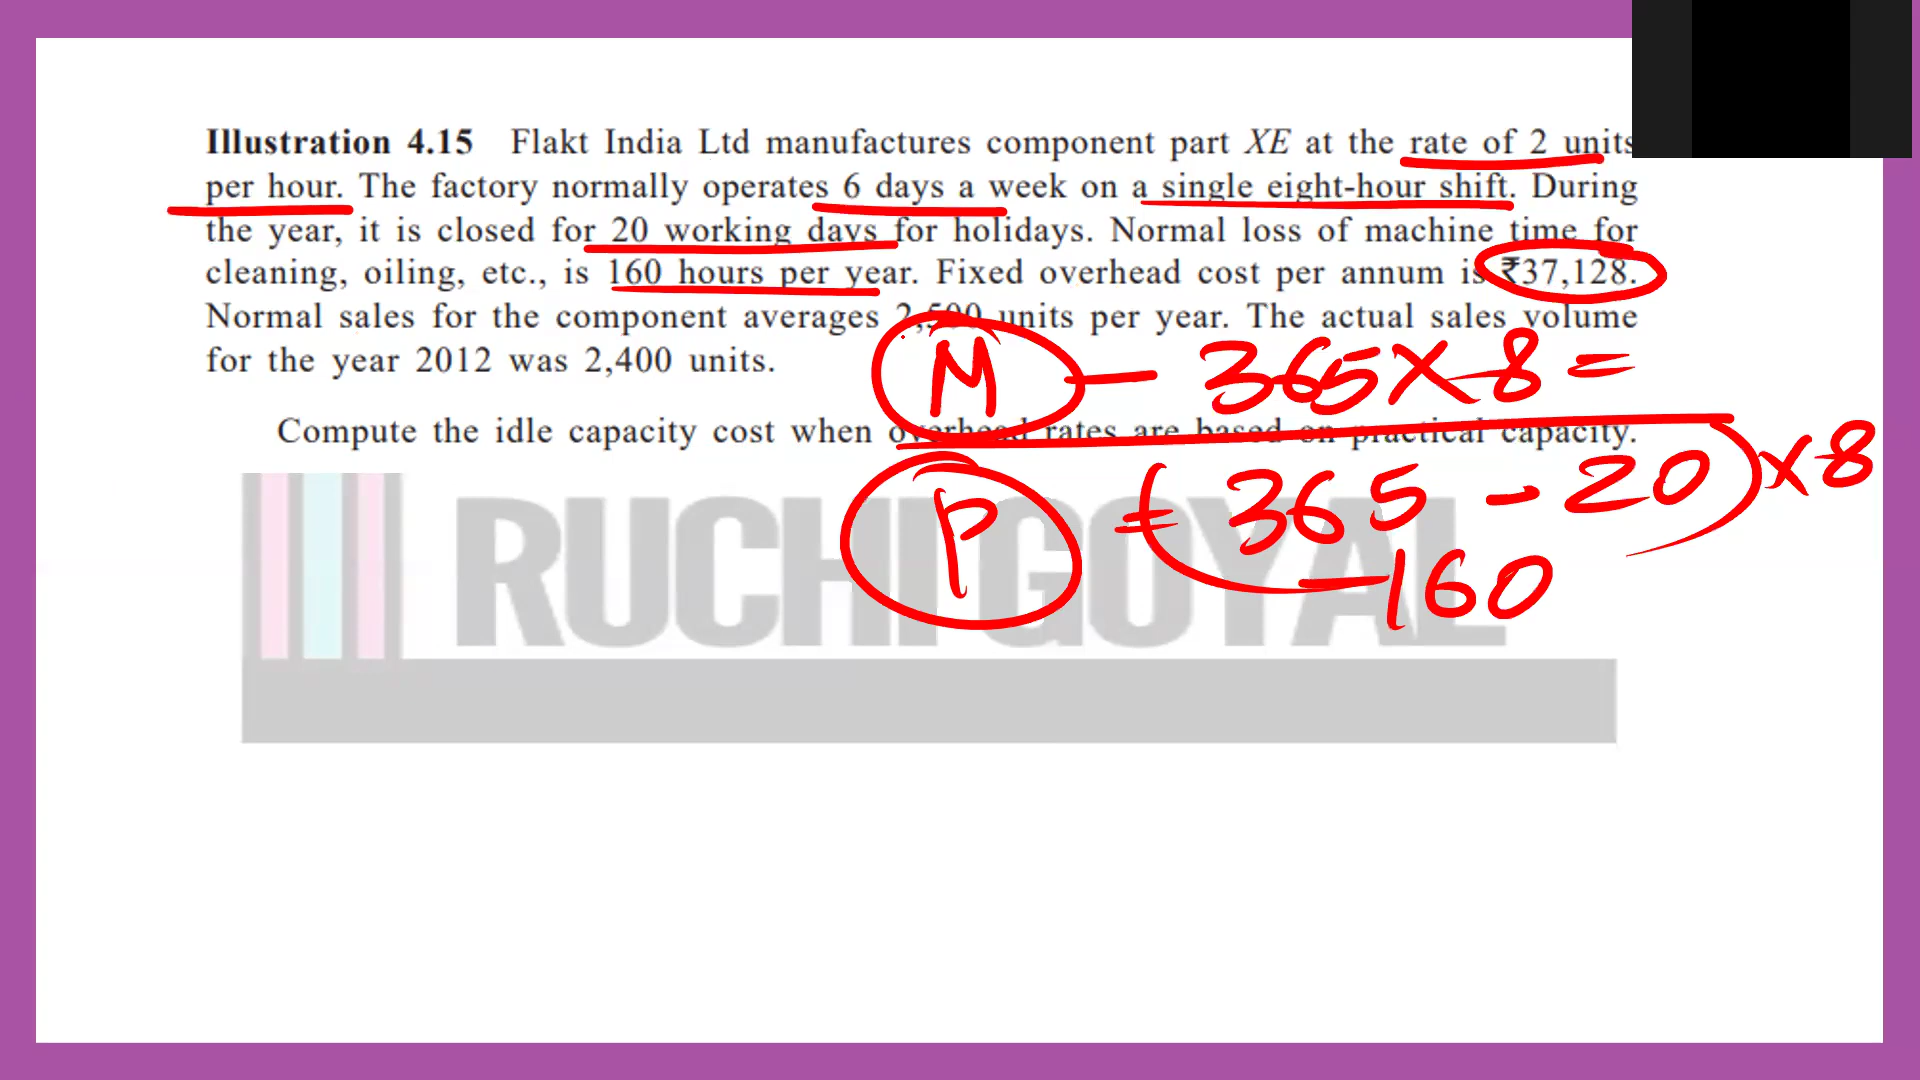 Illustration 4.15 Flakt India Ltd manufactures component part XE at the rate of 2 units
per hour. The factory normally operates 6 days a week on a single eight-hour shift. During
the year, it is closed for 20 working days for holidays. Normal loss of machine time for
cleaning, oiling, etc., is 160 hours per year. Fixed overhead cost per annum is ₹37,128.
Normal sales for the component averages 2,500 units per year. The actual sales volume
for the year 2012 was 2,400 units.
M - 365 × 8 =
Compute the idle capacity cost when overhead rates are based on practical capacity.
P = (365 - 20) × 8
- 160
RUCHI GOYAL